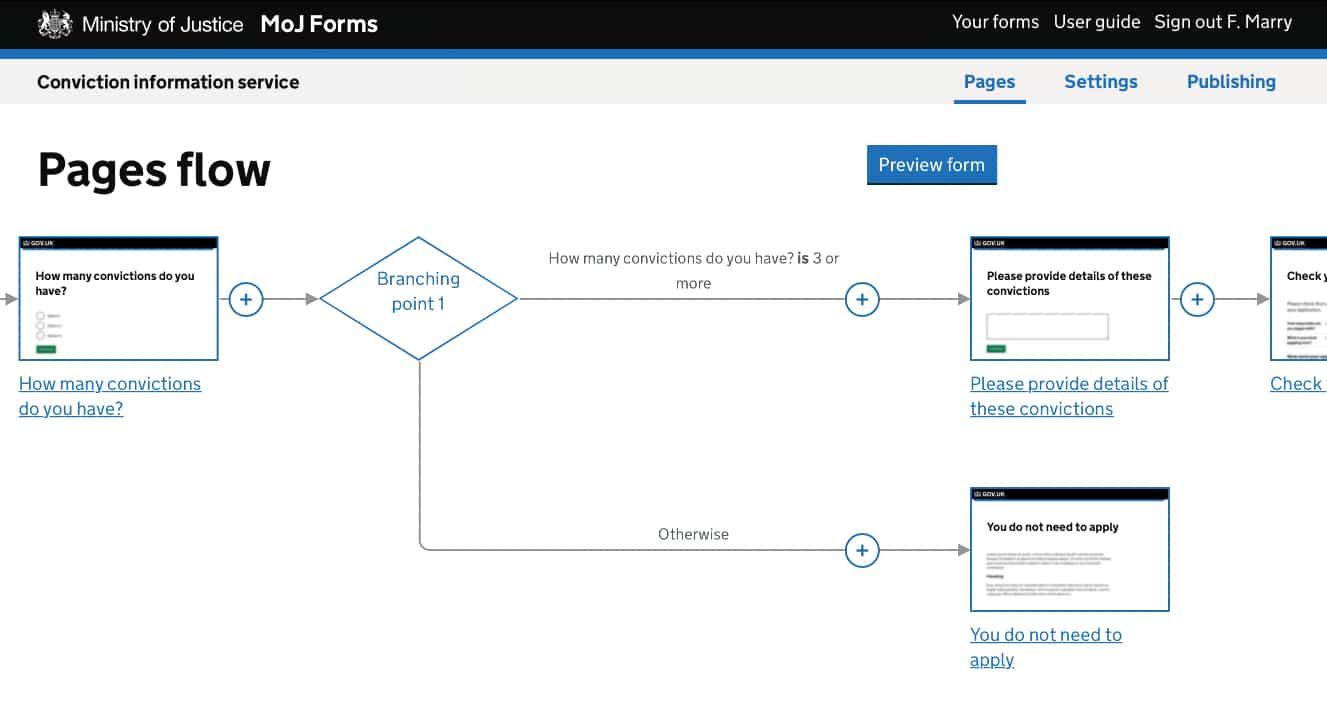 Ministry of Justice MoJ Forms
Your forms User guide Sign out F. Marry
Conviction information service
Pages Settings Publishing
Pages flow
Preview form
GOV.UK
How many convictions do you
have?
How many convictions
do you have?
Branching
point 1
How many convictions do you have? is 3 or
more
GOV.UK
Please provide details of these
convictions
Please provide details of
these convictions
GOV.UK
Check y
Check
Otherwise
GOV.UK
You do not need to apply
You do not need to
apply